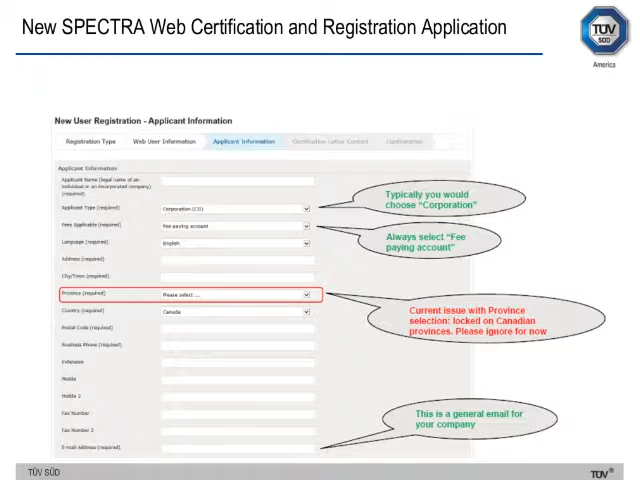 New SPECTRA Web Certification and Registration Application
TÜV
SÜD
America
New User Registration - Applicant Information
Registration Type Web User Information Applicant Information Certification Letter Contact Confirmation
Applicant Information
Applicant Name (legal name of an
individual or an incorporated company)
(required)
Applicant Type (required) Corporation (CO)
Typically you would
choose “Corporation”
Fees Applicable (required) Fee paying account
Always select “Fee
paying account”
Language (required) English
Address (required)
City/Town (required)
Province (required) Please select ...
Current issue with Province
selection: locked on Canadian
provinces. Please ignore for now
Country (required) Canada
Postal Code (required)
Business Phone (required)
Extension
Mobile
Mobile 2
Fax Number
Fax Number 2
This is a general email for
your company
E-mail Address (required)
TÜV SÜD
TÜV®